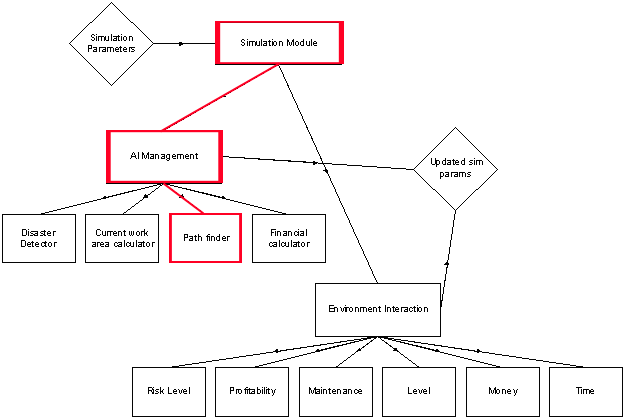 Simulation
Parameters
Simulation Module
AI Management
Updated sim
params
Disaster
Detector
Current work
area calculator
Path finder
Financial
calculator
Environment Interaction
Risk Level
Profitability
Maintenance
Level
Money
Time